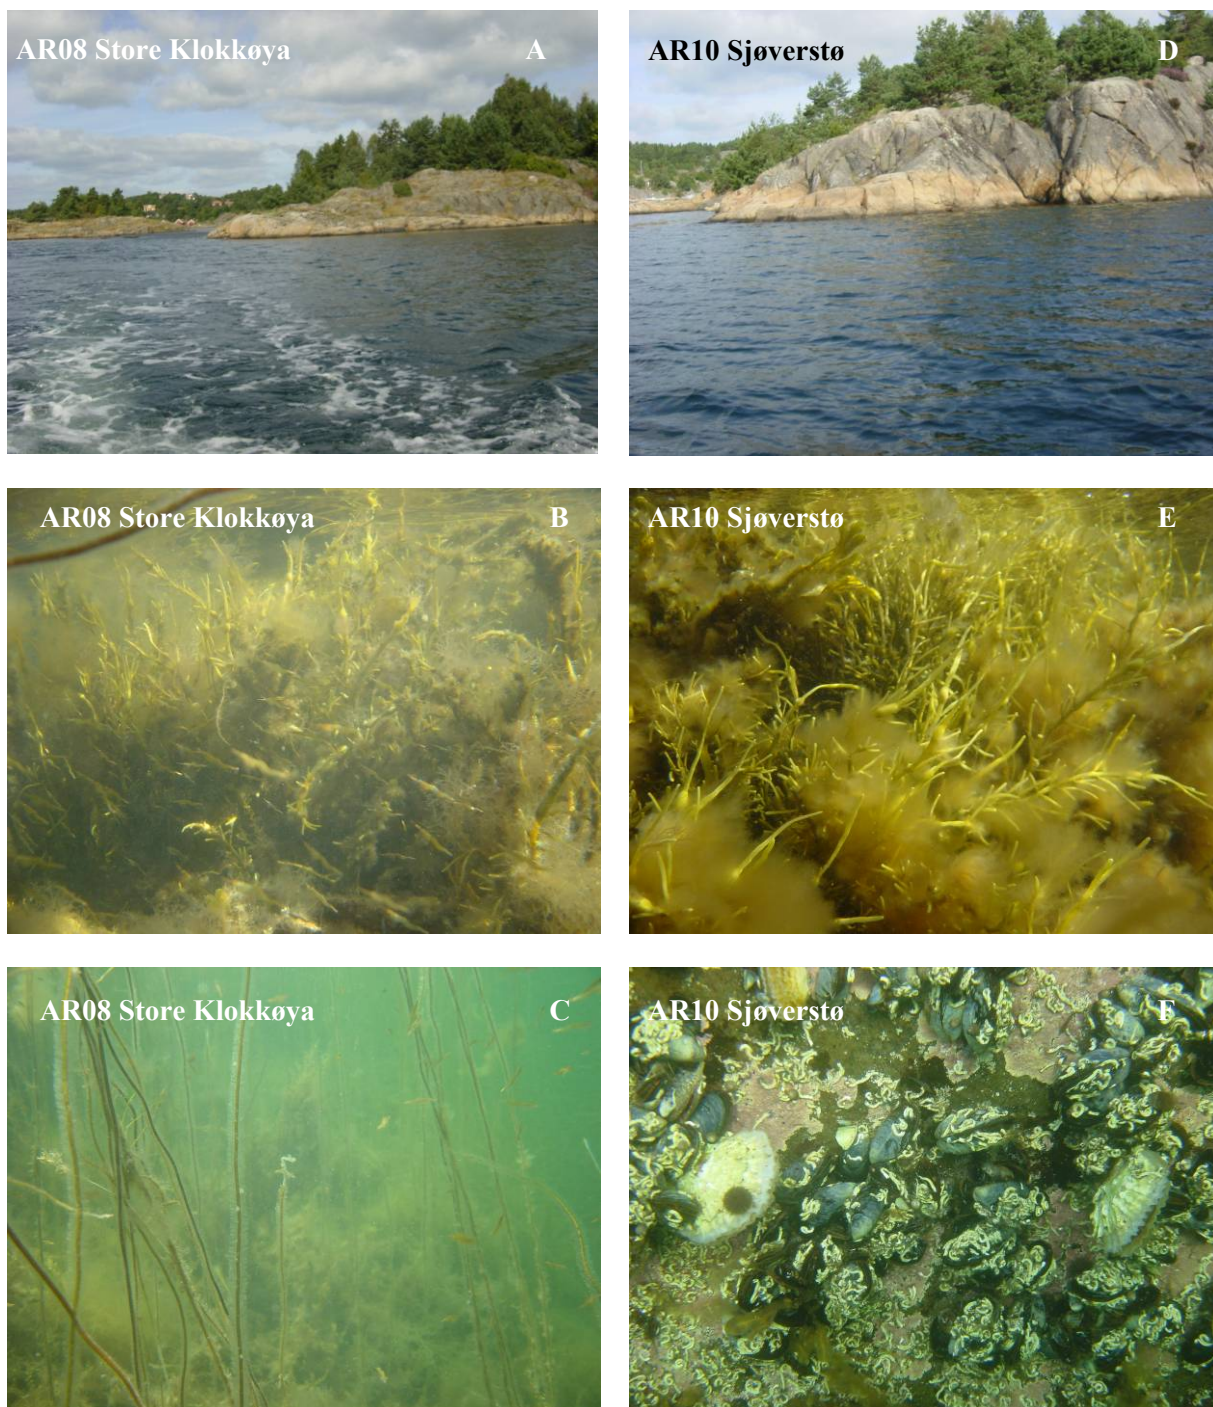 AR08 Store Klokkøya A
AR10 Sjøverstø D
AR08 Store Klokkøya B
AR10 Sjøverstø E
AR08 Store Klokkøya C
AR10 Sjøverstø F